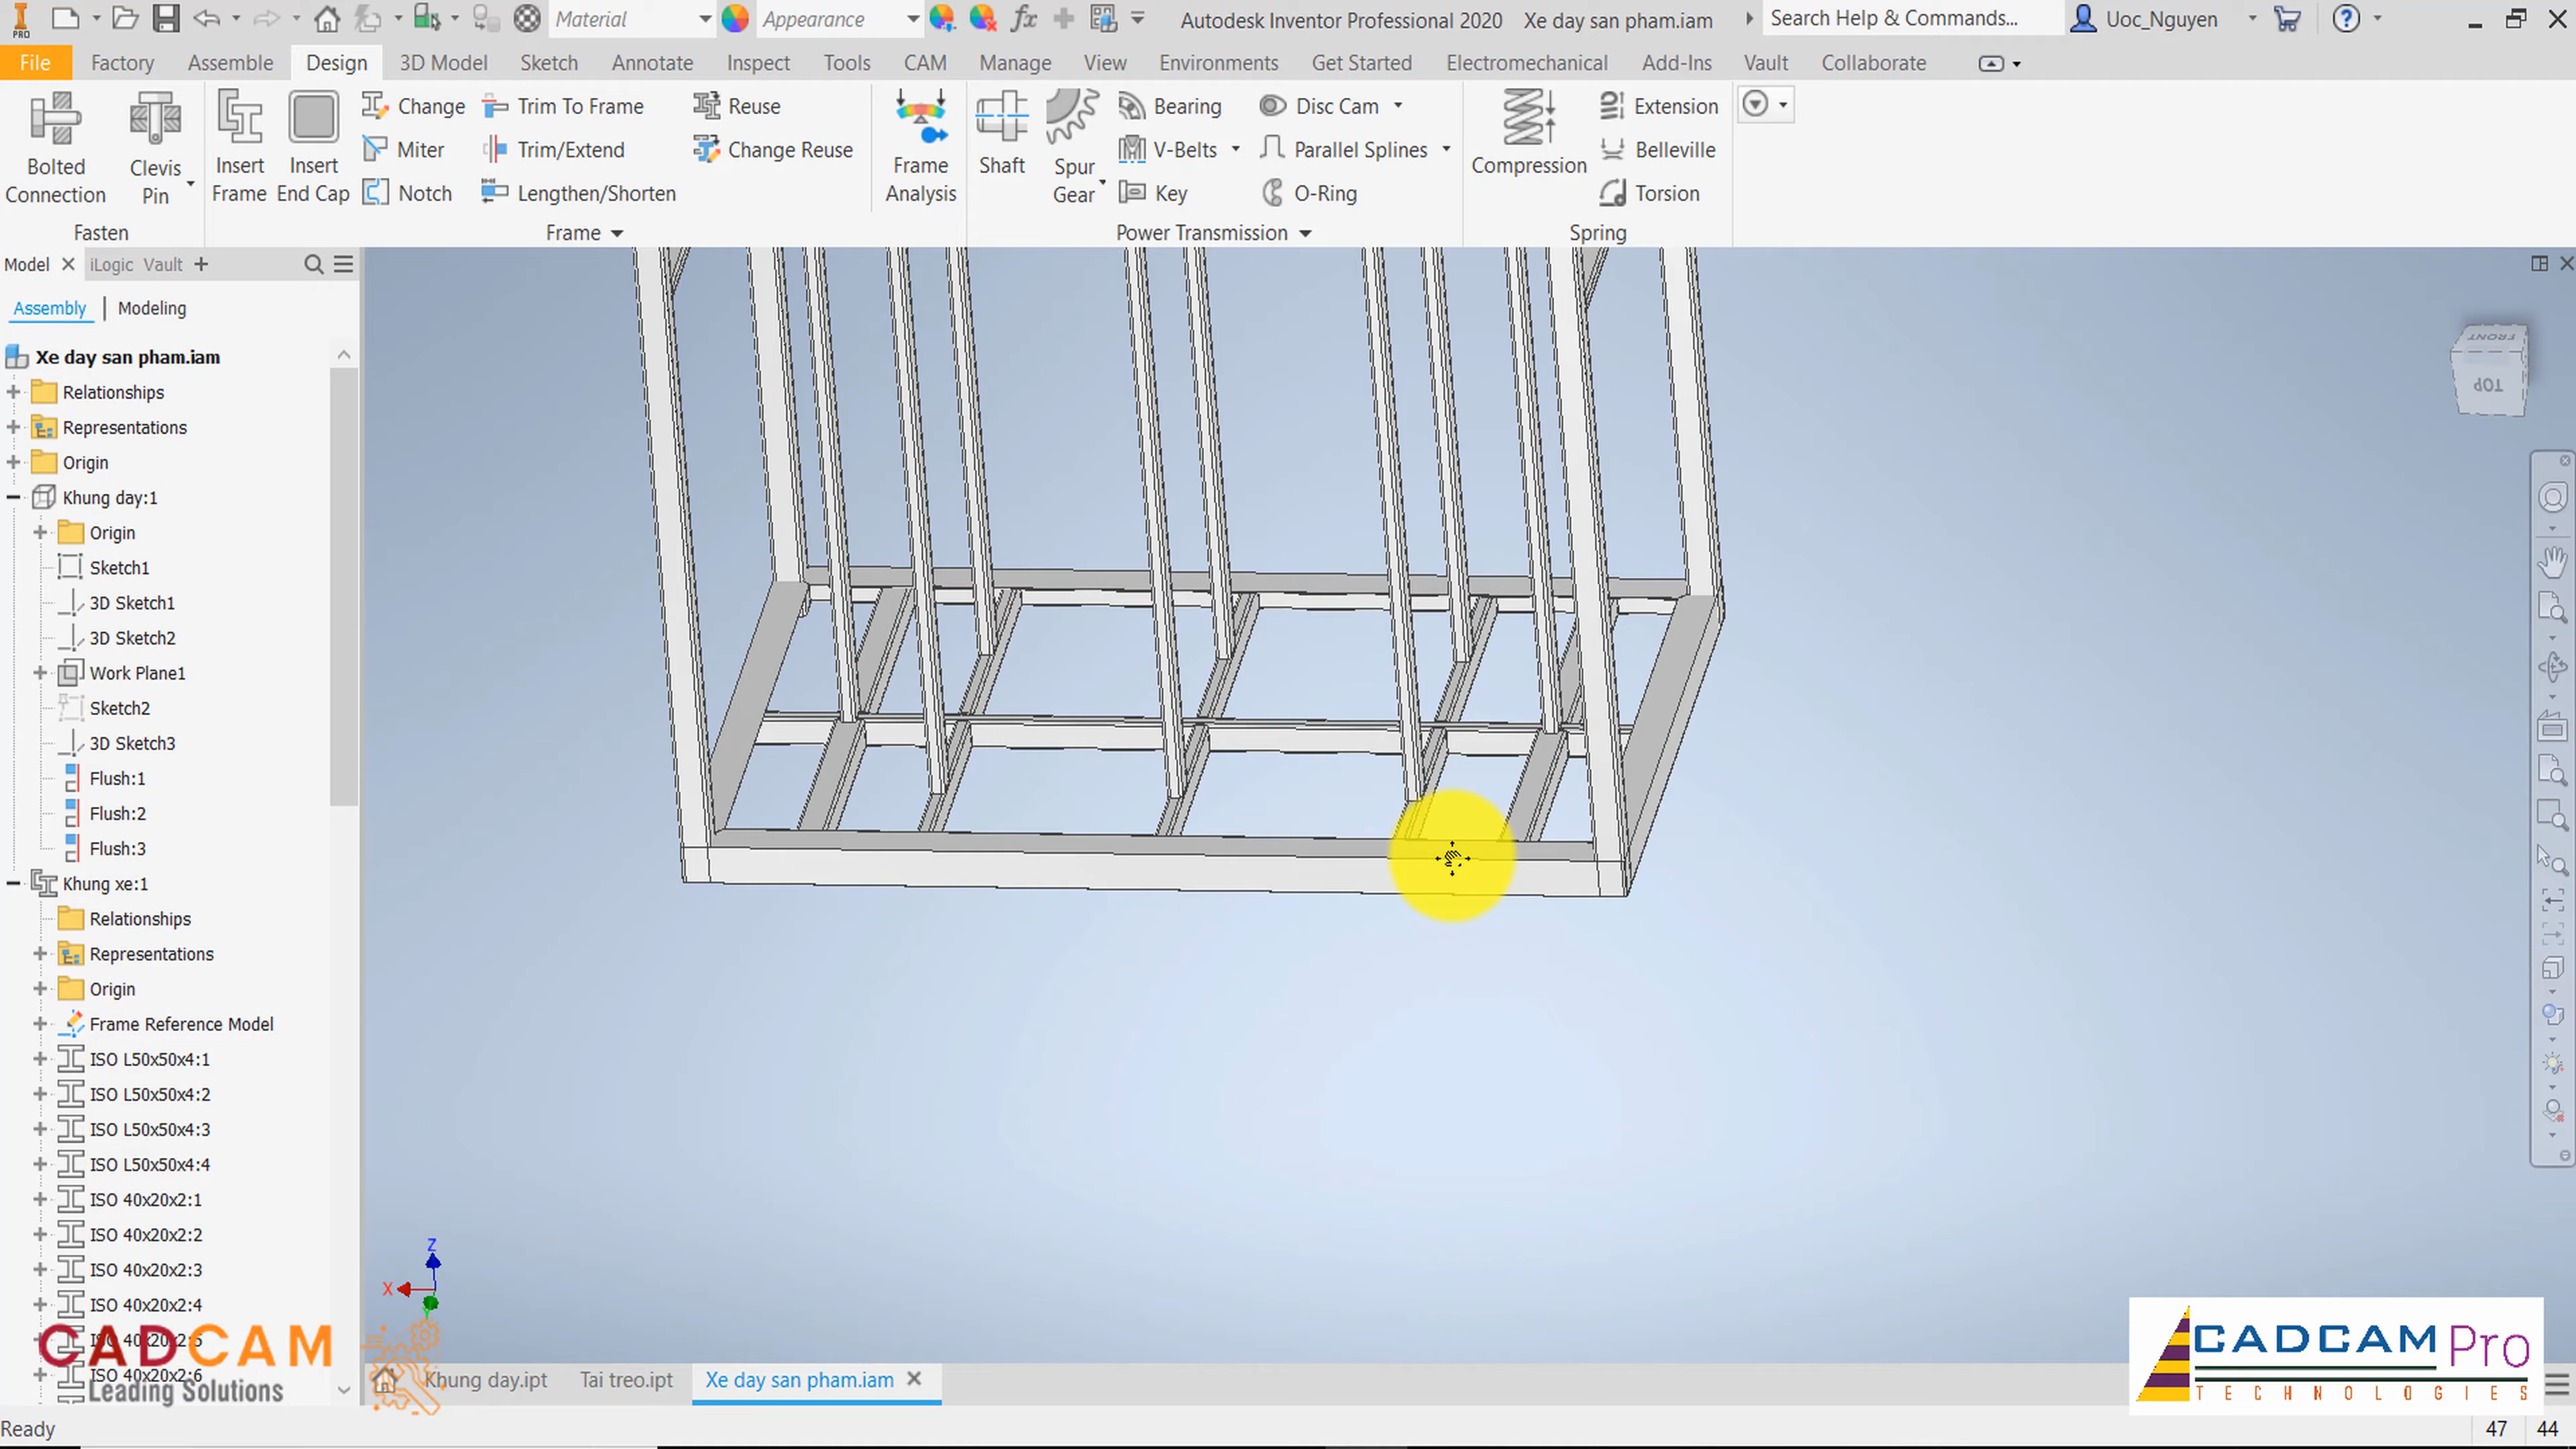 Material
Appearance
Autodesk Inventor Professional 2020 Xe day san pham.iam
Search Help & Commands...
Uoc_Nguyen
PRO
File Factory Assemble Design 3D Model Sketch Annotate Inspect Tools CAM Manage View Environments Get Started Electromechanical Add-Ins Vault Collaborate
Bolted Connection
Clevis Pin
Insert Frame
Insert End Cap
Change
Miter
Notch
Trim To Frame
Trim/Extend
Lengthen/Shorten
Reuse
Change Reuse
Frame Analysis
Shaft
Spur Gear
Bearing
V-Belts
Key
Disc Cam
Parallel Splines
O-Ring
Compression
Extension
Belleville
Torsion
Fasten
Frame
Power Transmission
Spring
Model iLogic Vault
Assembly | Modeling
Xe day san pham.iam
Relationships
Representations
Origin
Khung day:1
Origin
Sketch1
3D Sketch1
3D Sketch2
Work Plane1
Sketch2
3D Sketch3
Flush:1
Flush:2
Flush:3
Khung xe:1
Relationships
Representations
Origin
Frame Reference Model
ISO L50x50x4:1
ISO L50x50x4:2
ISO L50x50x4:3
ISO L50x50x4:4
ISO 40x20x2:1
ISO 40x20x2:2
ISO 40x20x2:3
ISO 40x20x2:4
ISO 40x20x2:5
ISO 40x20x2:6
FRONT
TOP
Z
X
Y
CADCAM
Leading Solutions
Khung day.ipt Tai treo.ipt Xe day san pham.iam
CADCAM Pro
TECHNOLOGIES
Ready
47 44